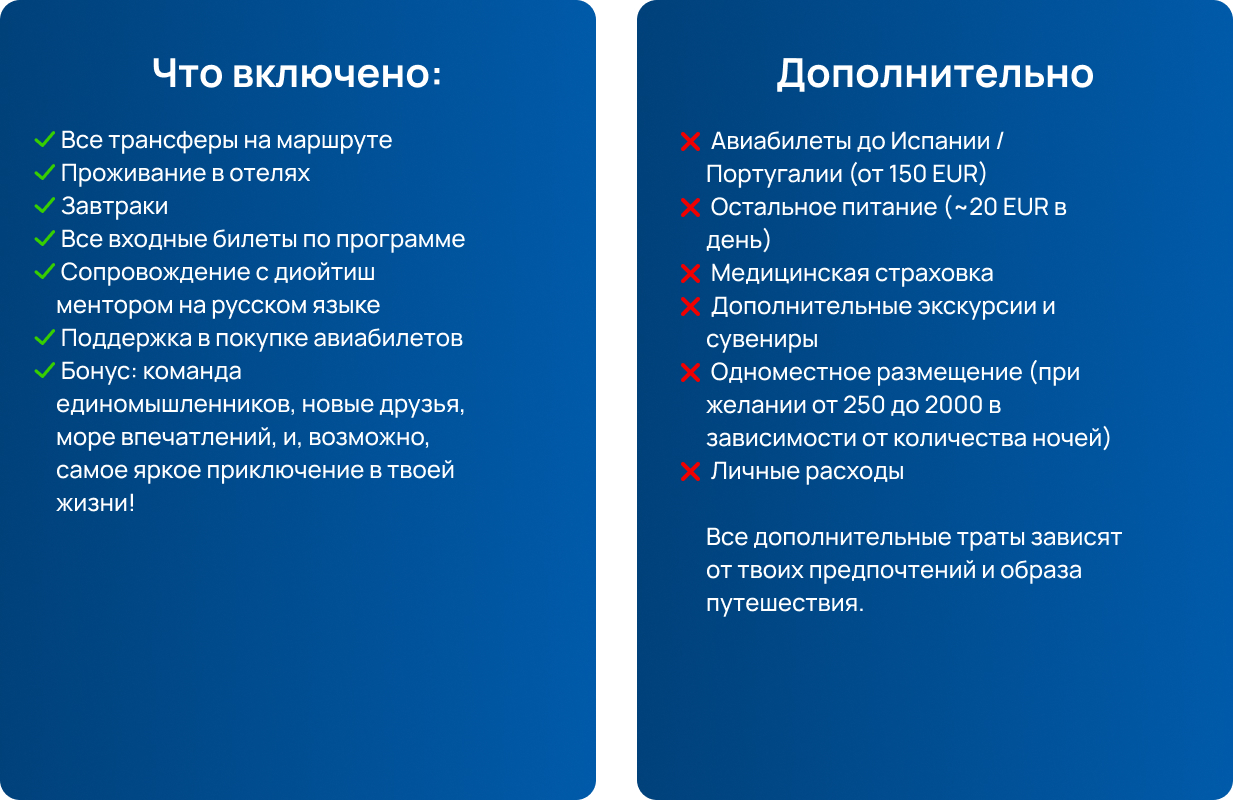 Что включено:
Все трансферы на маршруте
Проживание в отелях
Завтраки
Все входные билеты по программе
Сопровождение с диойтиш
ментором на русском языке
Поддержка в покупке авиабилетов
Бонус: команда
единомышленников, новые друзья,
море впечатлений, и, возможно,
самое яркое приключение в твоей
жизни!
Дополнительно
Авиабилеты до Испании /
Португалии (от 150 EUR)
Остальное питание (~20 EUR в
день)
Медицинская страховка
Дополнительные экскурсии и
сувениры
Одноместное размещение (при
желании от 250 до 2000 в
зависимости от количества ночей)
Личные расходы
Все дополнительные траты зависят
от твоих предпочтений и образа
путешествия.